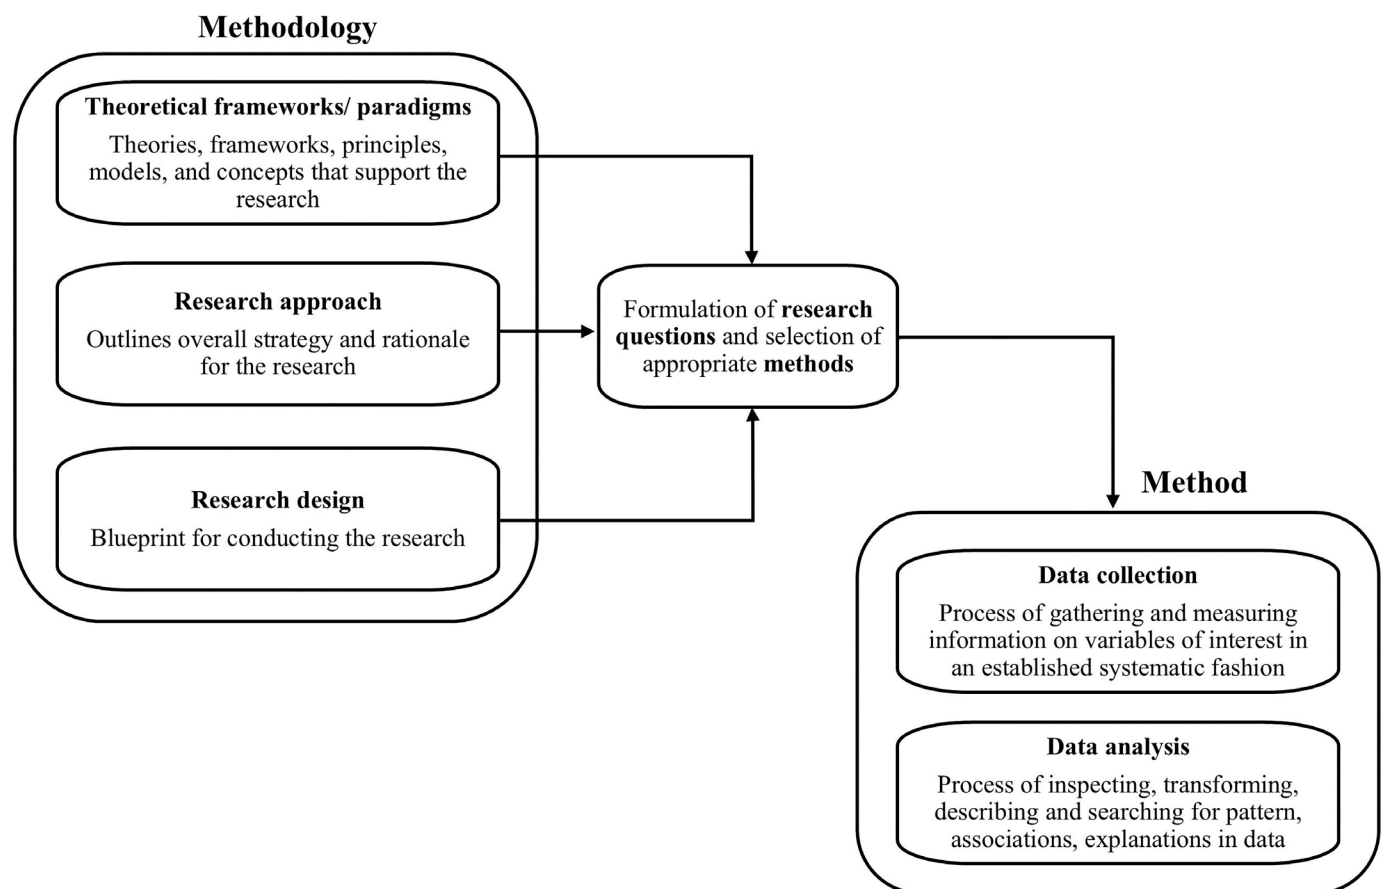 Methodology
Theoretical frameworks/ paradigms
Theories, frameworks, principles,
models, and concepts that support the
research
Research approach
Outlines overall strategy and rationale
for the research
Research design
Blueprint for conducting the research
Formulation of research
questions and selection of
appropriate methods
Method
Data collection
Process of gathering and measuring
information on variables of interest in
an established systematic fashion
Data analysis
Process of inspecting, transforming,
describing and searching for pattern,
associations, explanations in data